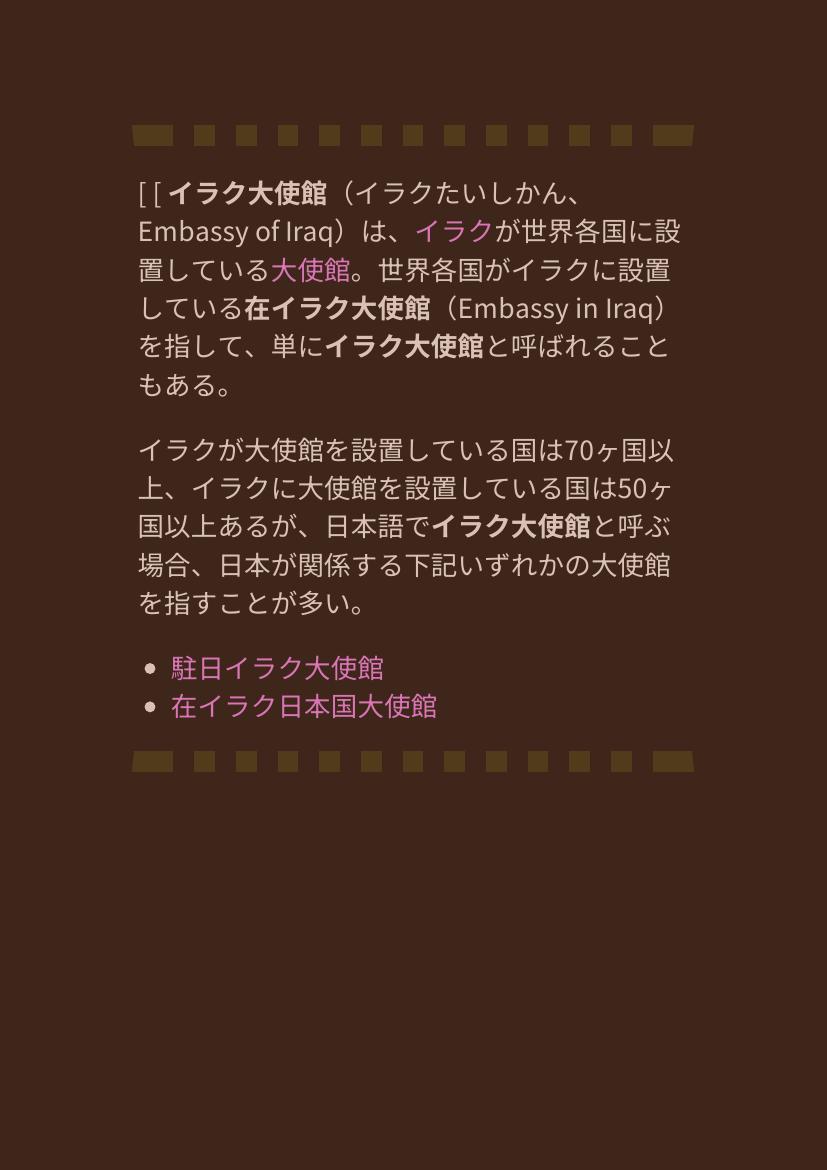 [ [ イラク大使館（イラクたいしかん、
Embassy of Iraq）は、イラクが世界各国に設
置している大使館。世界各国がイラクに設置
している在イラク大使館（Embassy in Iraq）
を指して、単にイラク大使館と呼ばれること
もある。
イラクが大使館を設置している国は70ヶ国以
上、イラクに大使館を設置している国は50ヶ
国以上あるが、日本語でイラク大使館と呼ぶ
場合、日本が関係する下記いずれかの大使館
を指すことが多い。
• 駐日イラク大使館
• 在イラク日本国大使館